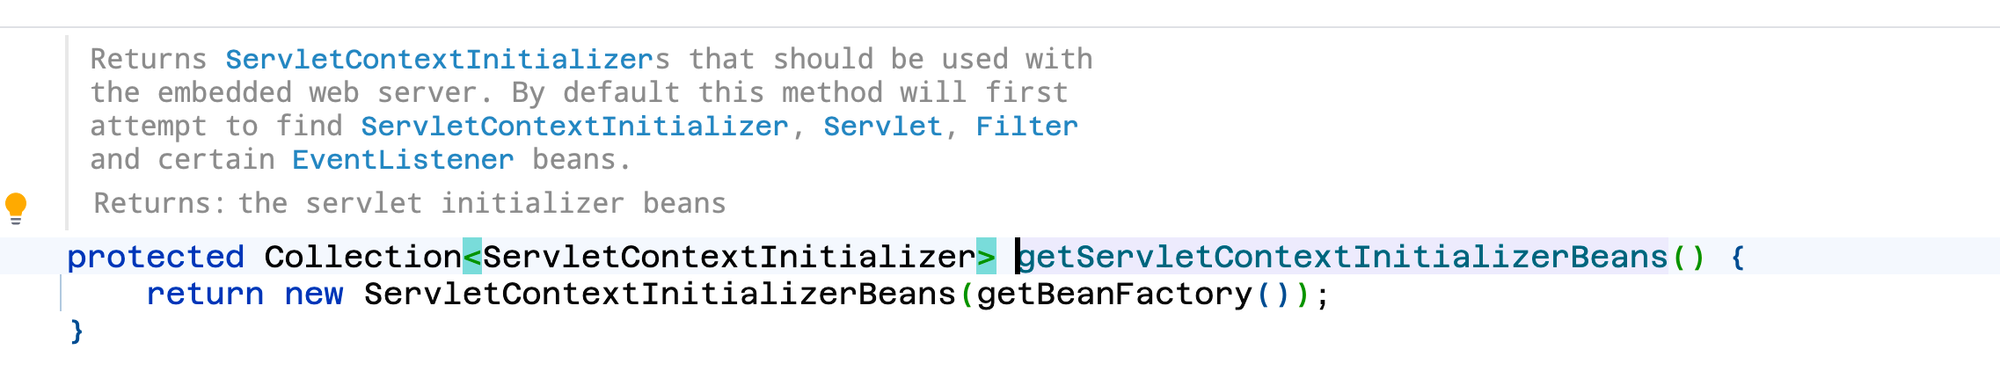 Returns ServletContextInitializers that should be used with
the embedded web server. By default this method will first
attempt to find ServletContextInitializer, Servlet, Filter
and certain EventListener beans.
Returns: the servlet initializer beans
protected Collection<ServletContextInitializer> getServletContextInitializerBeans() {
    return new ServletContextInitializerBeans(getBeanFactory());
}